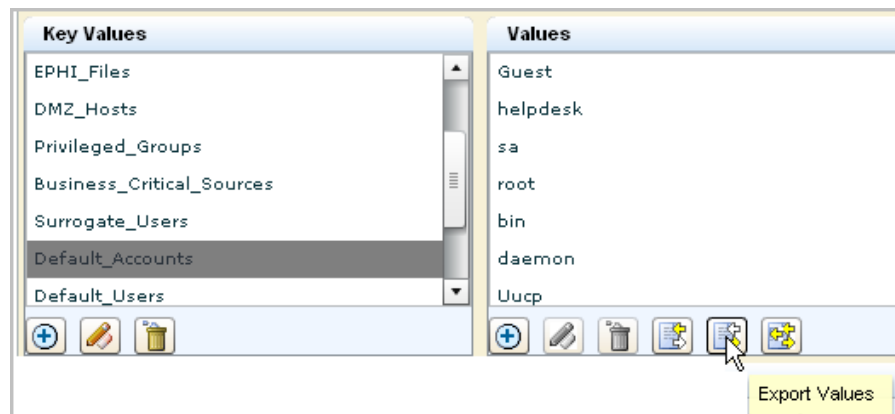 Key Values
EPHI_Files
DMZ_Hosts
Privileged_Groups
Business_Critical_Sources
Surrogate_Users
Default_Accounts
Default_Users
Values
Guest
helpdesk
sa
root
bin
daemon
Uucp
Export Values